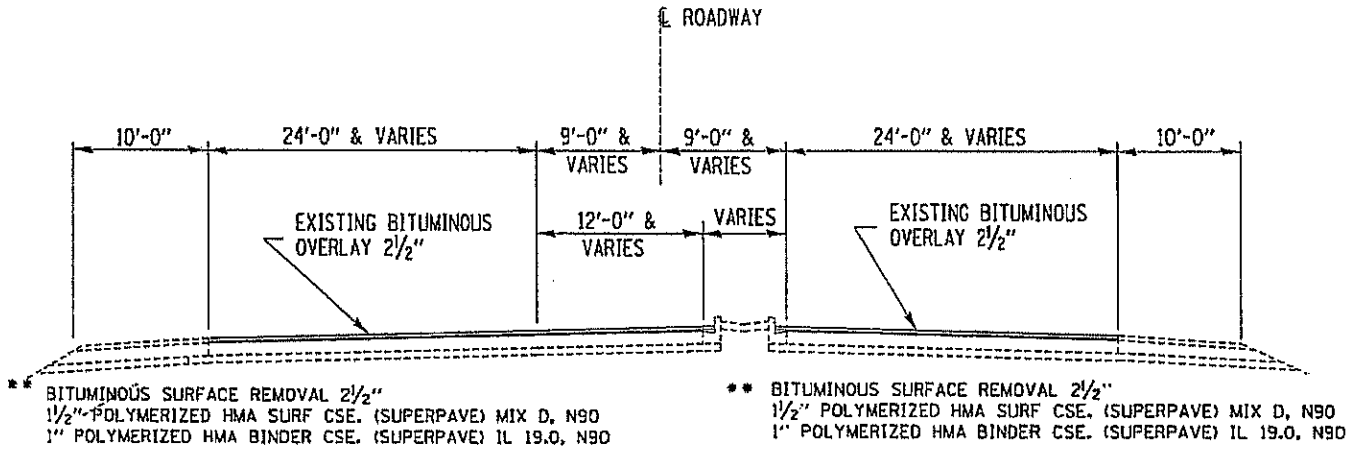 ℄ ROADWAY
10'-0" 24'-0" & VARIES 9'-0" & VARIES 9'-0" & VARIES 24'-0" & VARIES 10'-0"
12'-0" & VARIES VARIES
EXISTING BITUMINOUS
OVERLAY 2½"
EXISTING BITUMINOUS
OVERLAY 2½"
** BITUMINOUS SURFACE REMOVAL 2½"
1½" POLYMERIZED HMA SURF CSE. (SUPERPAVE) MIX D, N90
1" POLYMERIZED HMA BINDER CSE. (SUPERPAVE) IL 19.0, N90
** BITUMINOUS SURFACE REMOVAL 2½"
1½" POLYMERIZED HMA SURF CSE. (SUPERPAVE) MIX D, N90
1" POLYMERIZED HMA BINDER CSE. (SUPERPAVE) IL 19.0, N90